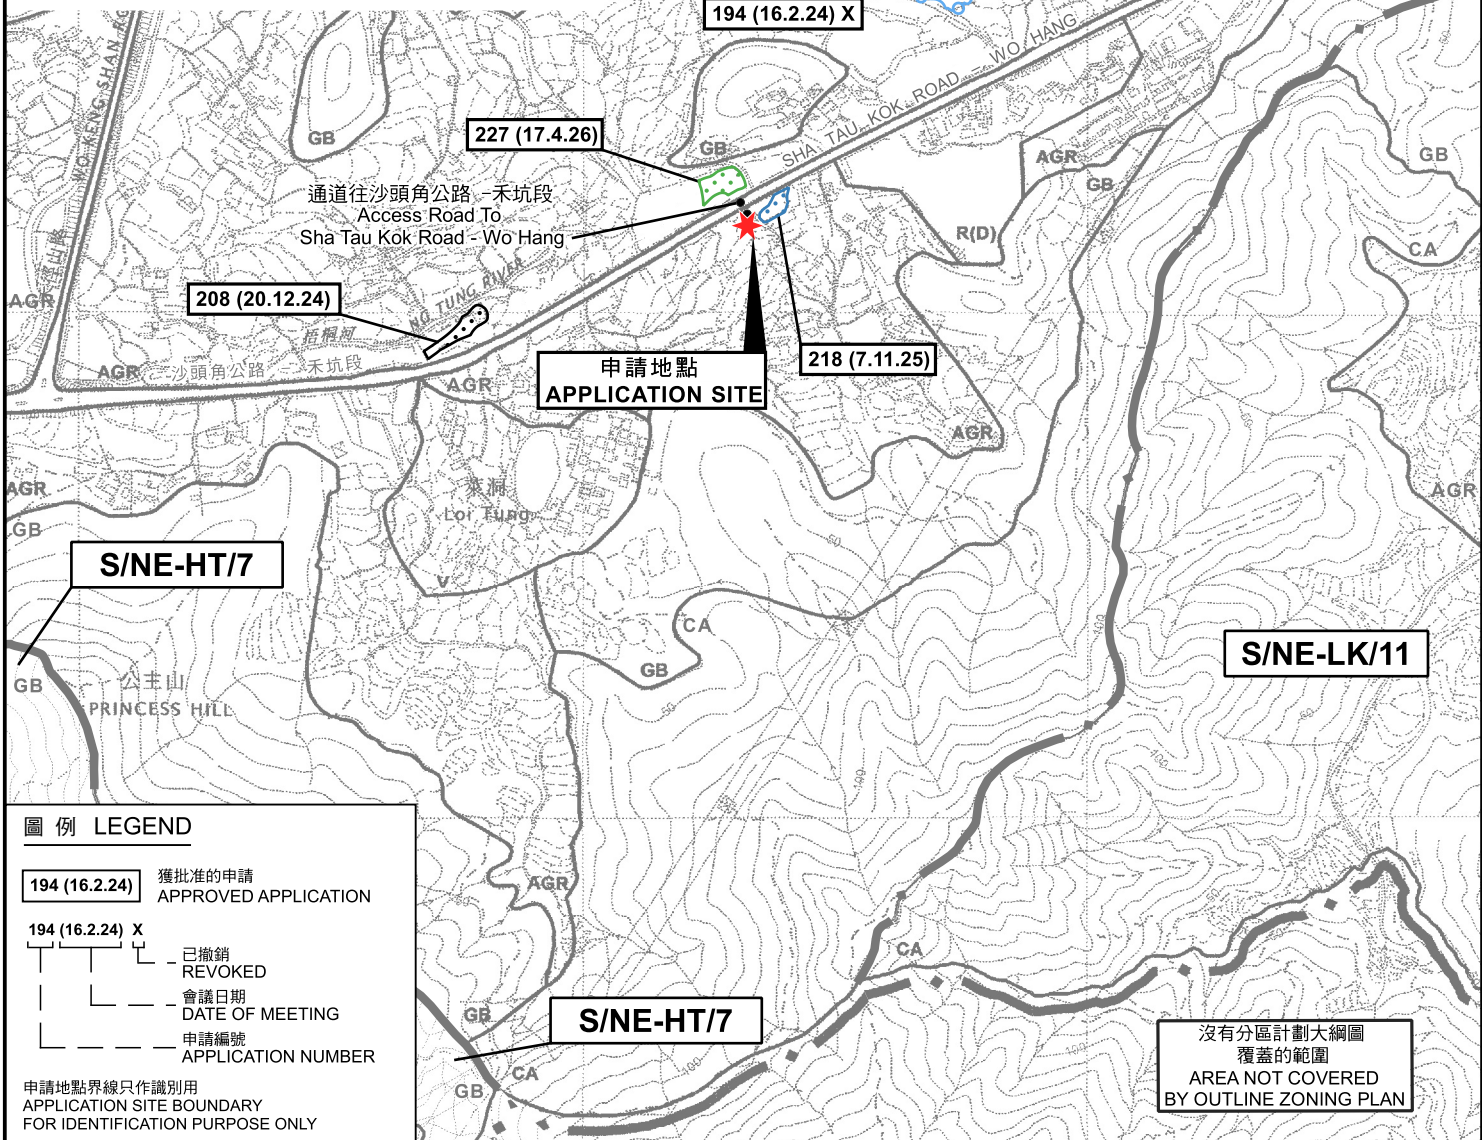 194 (16.2.24) X
WO KENG SHAN
SHA TAU KOK ROAD - WO HANG
GB
227 (17.4.26)
GB
AGR
GB
GB
通道往沙頭角公路 -禾坑段
Access Road To
Sha Tau Kok Road - Wo Hang
R(D)
CA
AGR
208 (20.12.24)
NG TUNG RIVER
梧桐河
AGR
沙頭角公路 - 禾坑段
AGR
申請地點
APPLICATION SITE
218 (7.11.25)
AGR
AGR
GB
萊洞
Loi Tung
AGR
S/NE-HT/7
V
CA
GB
S/NE-LK/11
GB
公主山
PRINCESS HILL
50
100
AGR
CA
GB
S/NE-HT/7
CA
GB
100
100
圖 例 LEGEND
194 (16.2.24)
獲批准的申請
APPROVED APPLICATION
194 (16.2.24) X
已撤銷
REVOKED
會議日期
DATE OF MEETING
申請編號
APPLICATION NUMBER
申請地點界線只作識別用
APPLICATION SITE BOUNDARY
FOR IDENTIFICATION PURPOSE ONLY
沒有分區計劃大綱圖
覆蓋的範圍
AREA NOT COVERED
BY OUTLINE ZONING PLAN